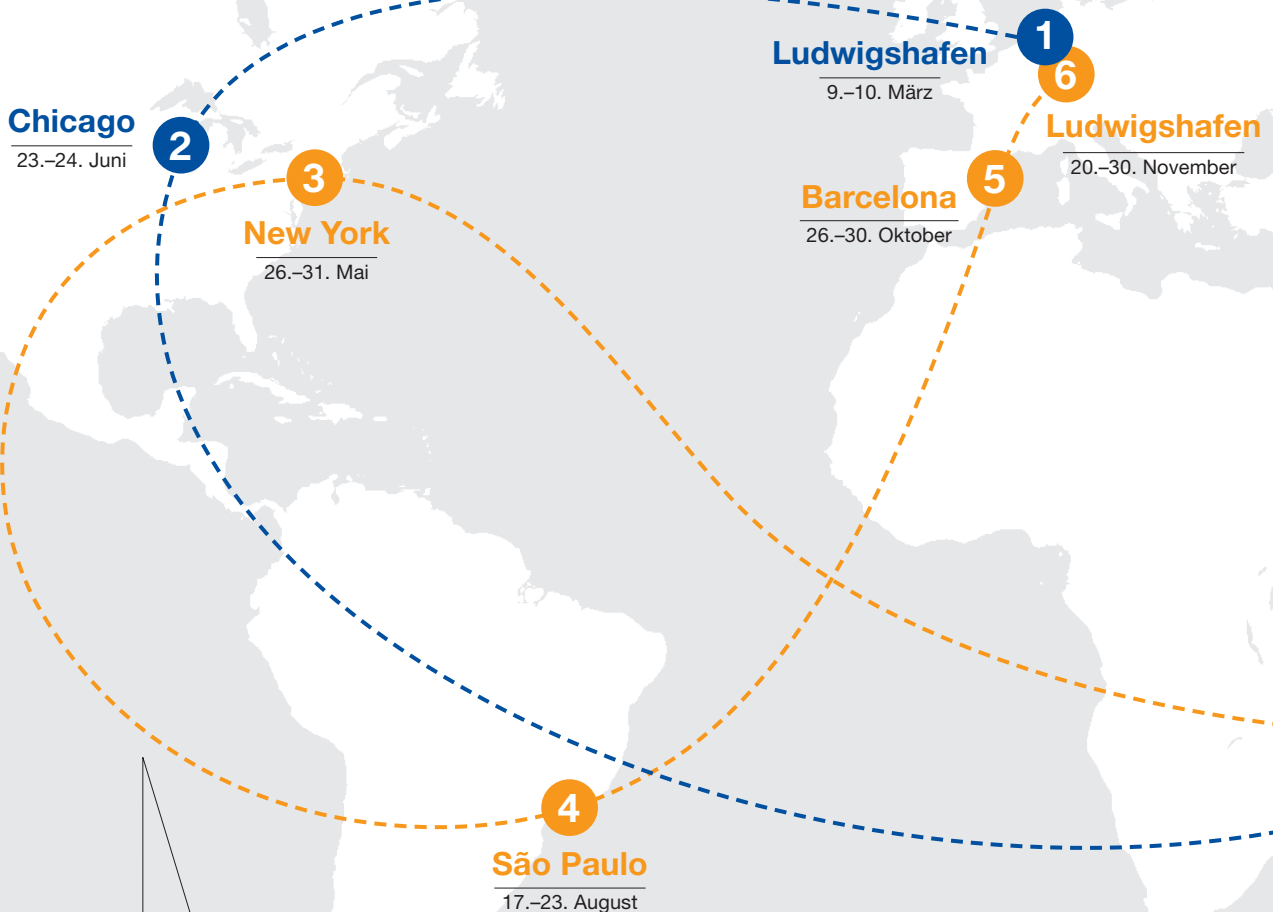 1
Ludwigshafen
9.–10. März
6
Ludwigshafen
20.–30. November
Chicago
23.–24. Juni
2
3
New York
26.–31. Mai
5
Barcelona
26.–30. Oktober
4
São Paulo
17.–23. August